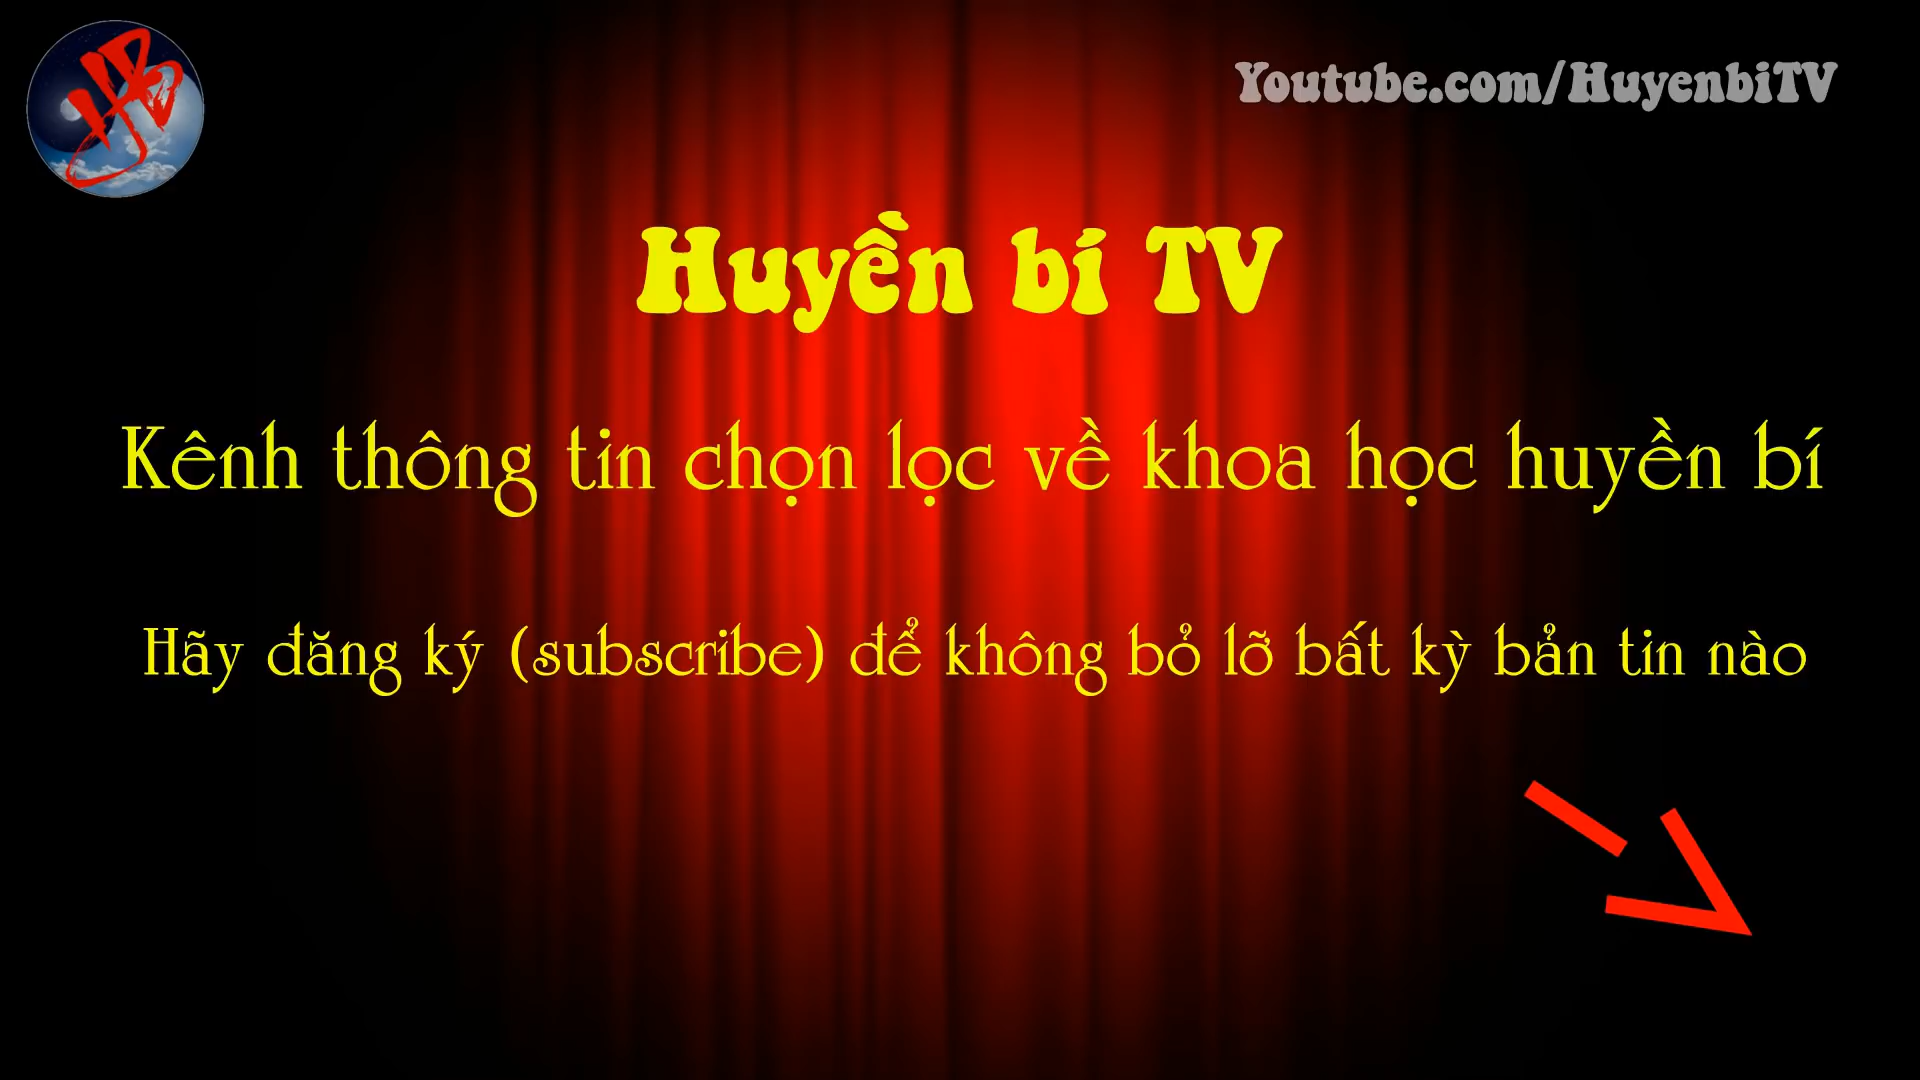 HB
Youtube.com/HuyenbiTV
Huyền bí TV
Kênh thông tin chọn lọc về khoa học huyền bí
Hãy đăng ký (subscribe) để không bỏ lỡ bất kỳ bản tin nào